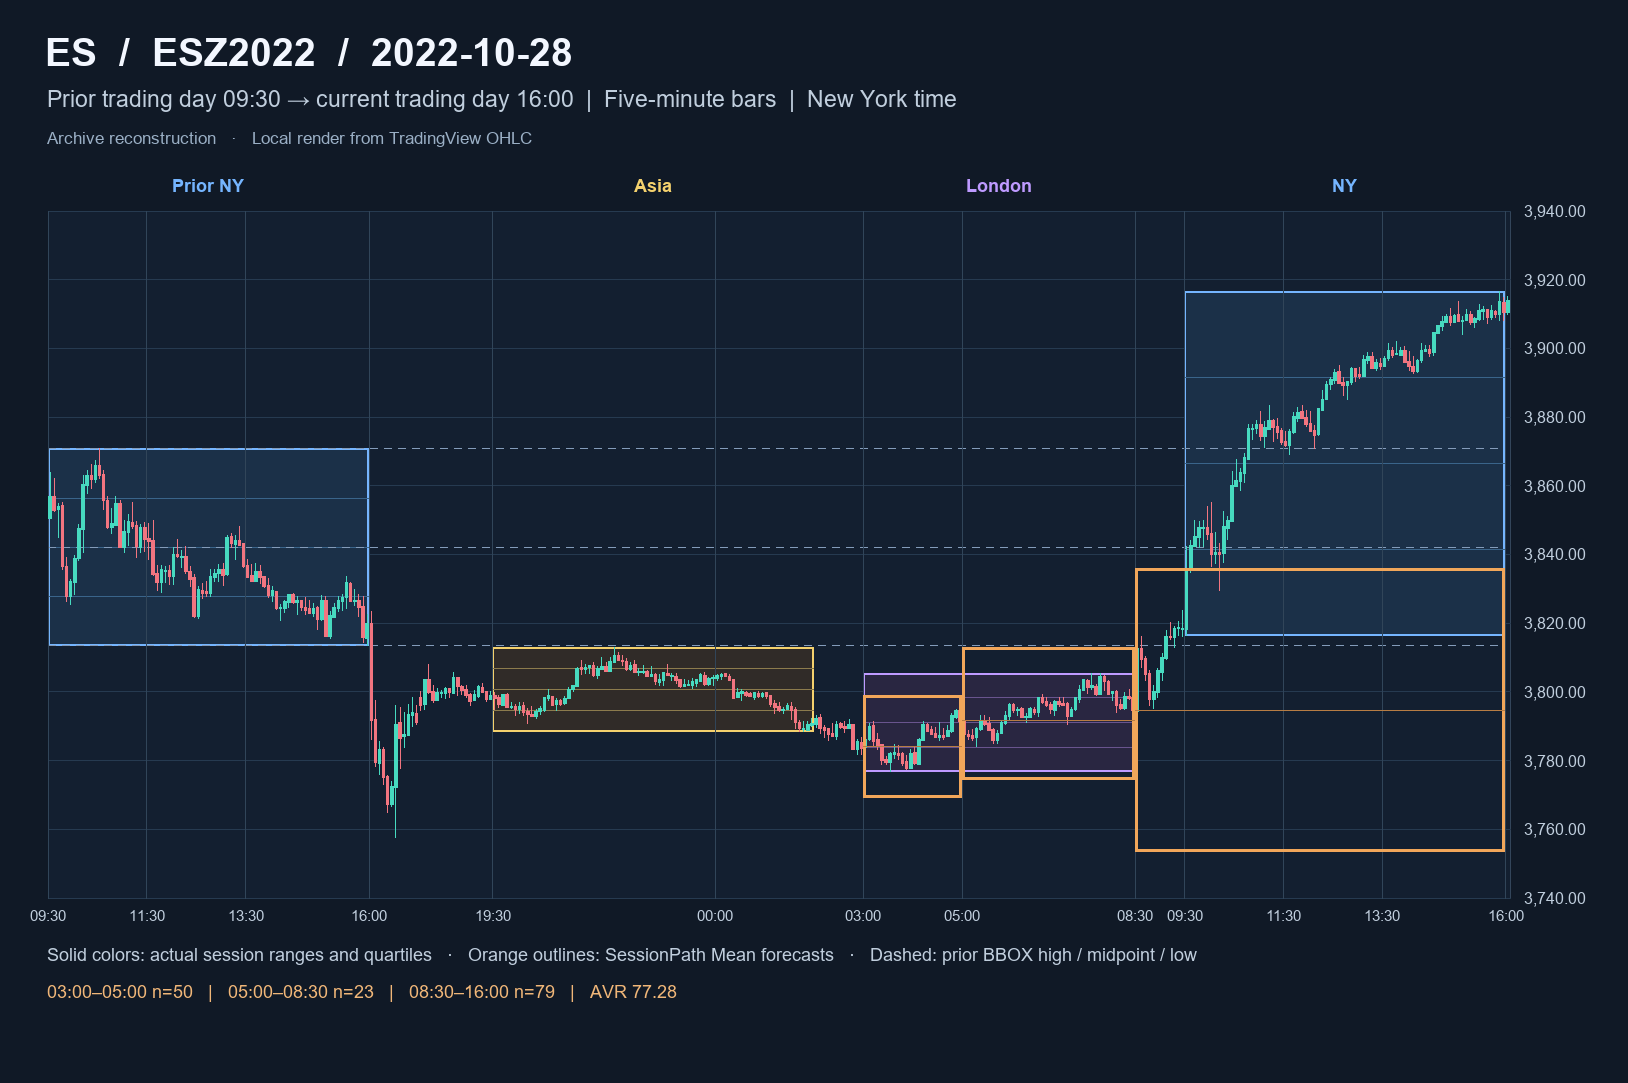 ES / ESZ2022 / 2022-10-28
Prior trading day 09:30 → current trading day 16:00 | Five-minute bars | New York time
Archive reconstruction · Local render from TradingView OHLC
Prior NY Asia London NY
3,940.00
3,920.00
3,900.00
3,880.00
3,860.00
3,840.00
3,820.00
3,800.00
3,780.00
3,760.00
3,740.00
09:30 11:30 13:30 16:00 19:30 00:00 03:00 05:00 08:30 09:30 11:30 13:30 16:00
Solid colors: actual session ranges and quartiles · Orange outlines: SessionPath Mean forecasts · Dashed: prior BBOX high / midpoint / low
03:00–05:00 n=50 | 05:00–08:30 n=23 | 08:30–16:00 n=79 | AVR 77.28